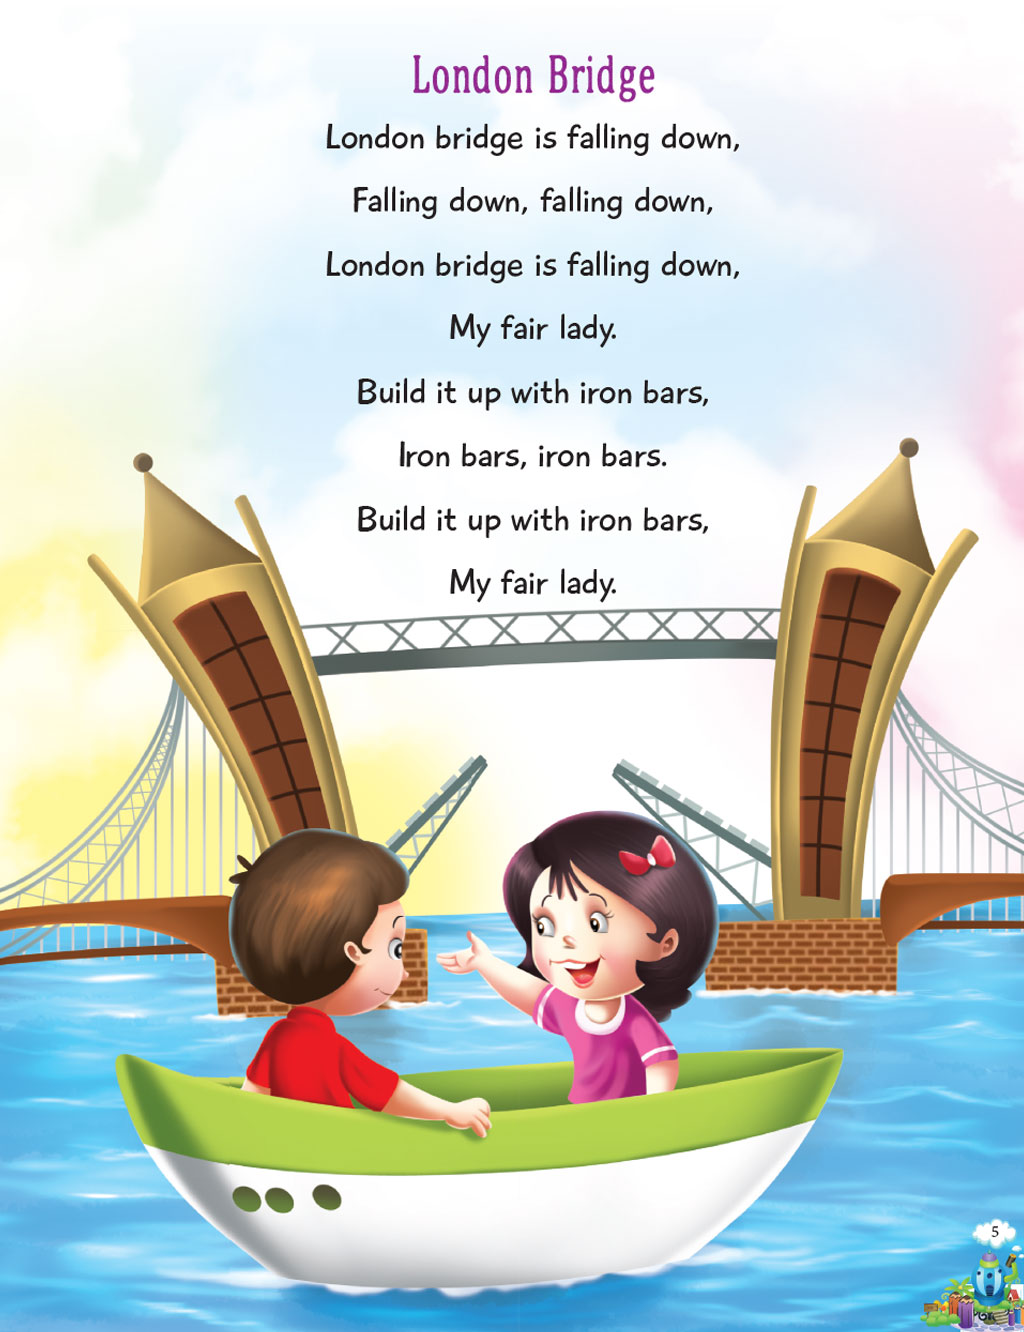 London Bridge
London bridge is falling down,
Falling down, falling down,
London bridge is falling down,
My fair lady.
Build it up with iron bars,
Iron bars, iron bars.
Build it up with iron bars,
My fair lady.
5